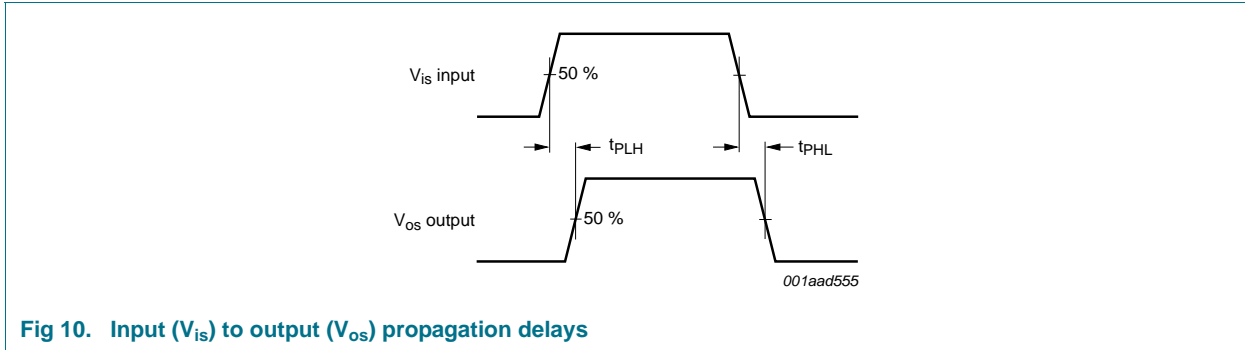 V_is input
50 %
t_PLH
t_PHL
V_os output
50 %
001aad555
Fig 10. Input (V_is) to output (V_os) propagation delays